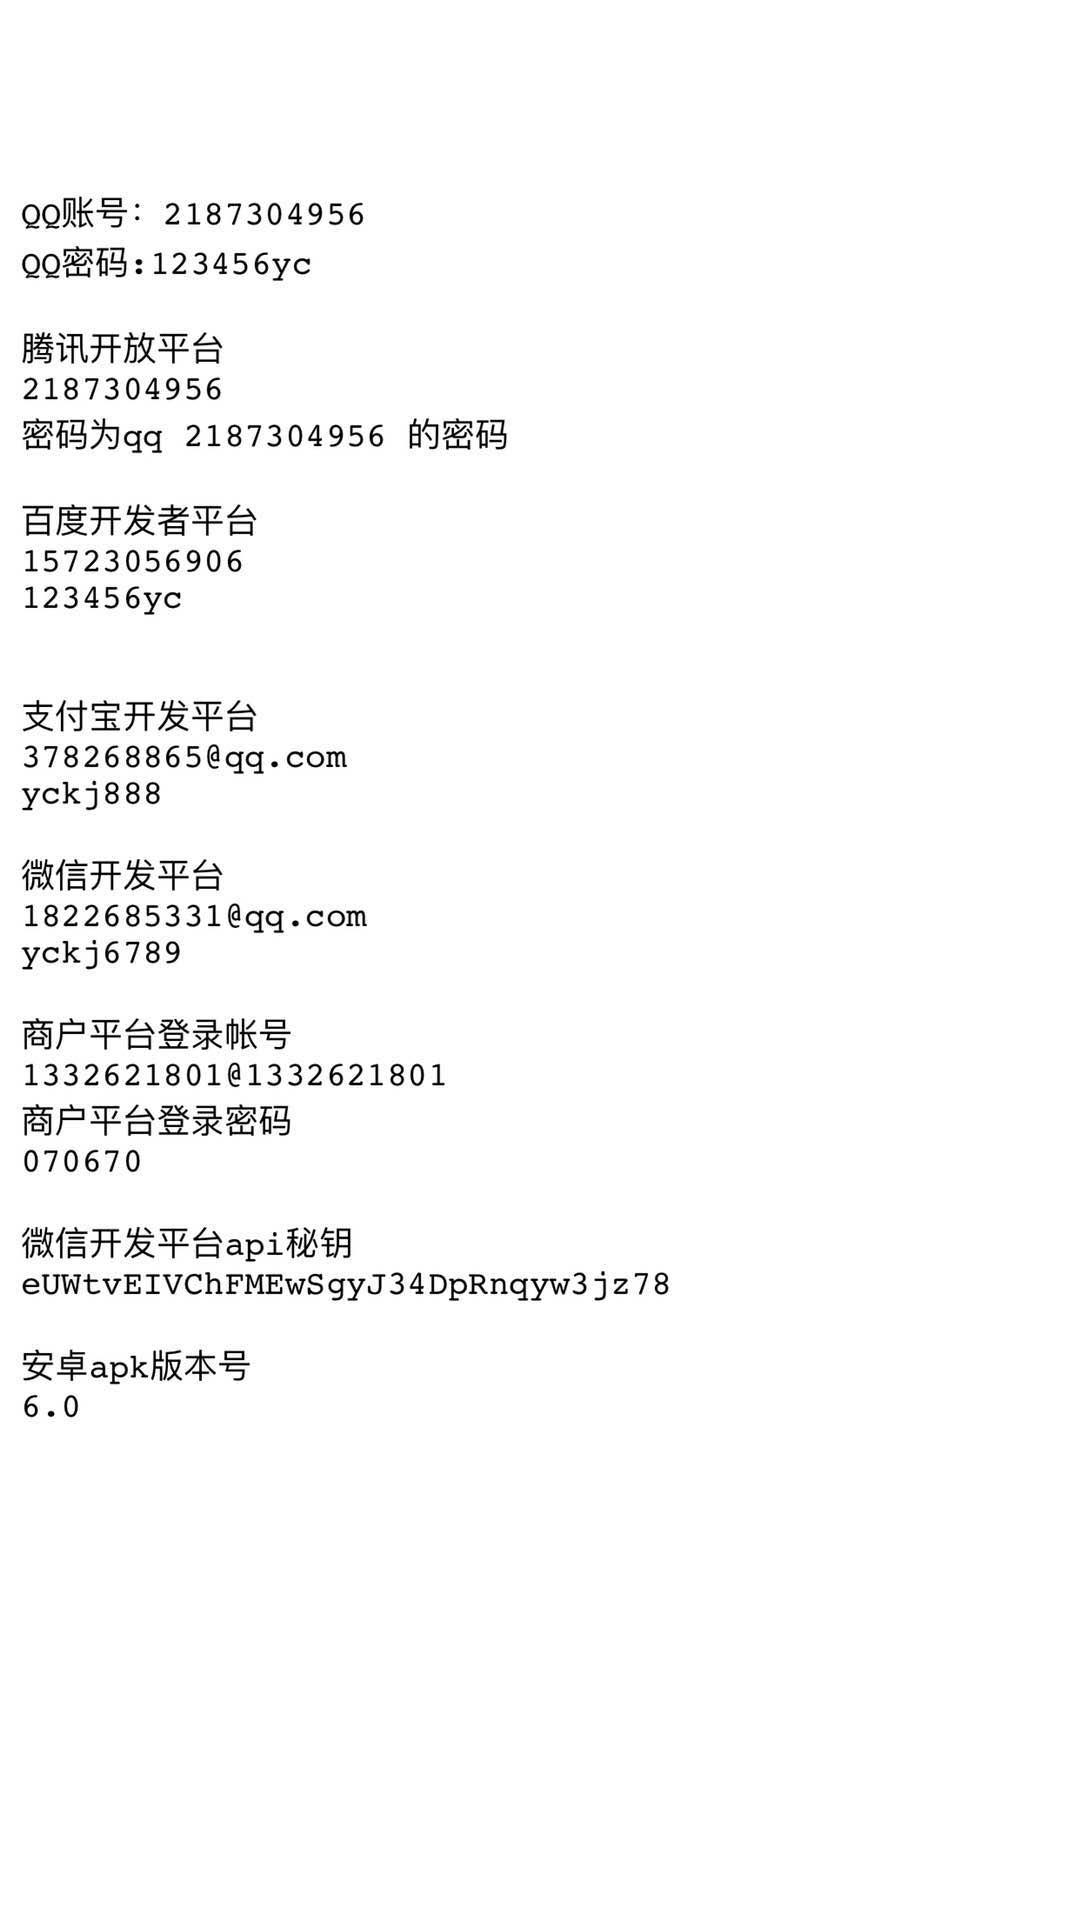 QQ账号：2187304956
QQ密码:123456yc
腾讯开放平台
2187304956
密码为qq 2187304956 的密码
百度开发者平台
15723056906
123456yc
支付宝开发平台
378268865@qq.com
yckj888
微信开发平台
1822685331@qq.com
yckj6789
商户平台登录帐号
1332621801@1332621801
商户平台登录密码
070670
微信开发平台api秘钥
eUWtvEIVChFMEwSgyJ34DpRnqyw3jz78
安卓apk版本号
6.0